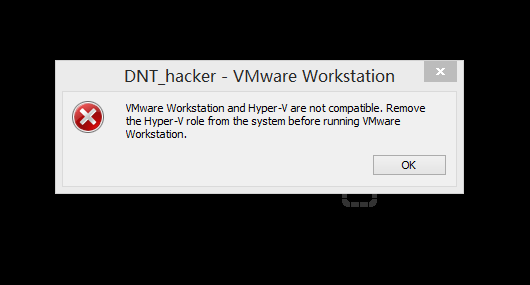 DNT_hacker - VMware Workstation
VMware Workstation and Hyper-V are not compatible. Remove
the Hyper-V role from the system before running VMware
Workstation.
OK